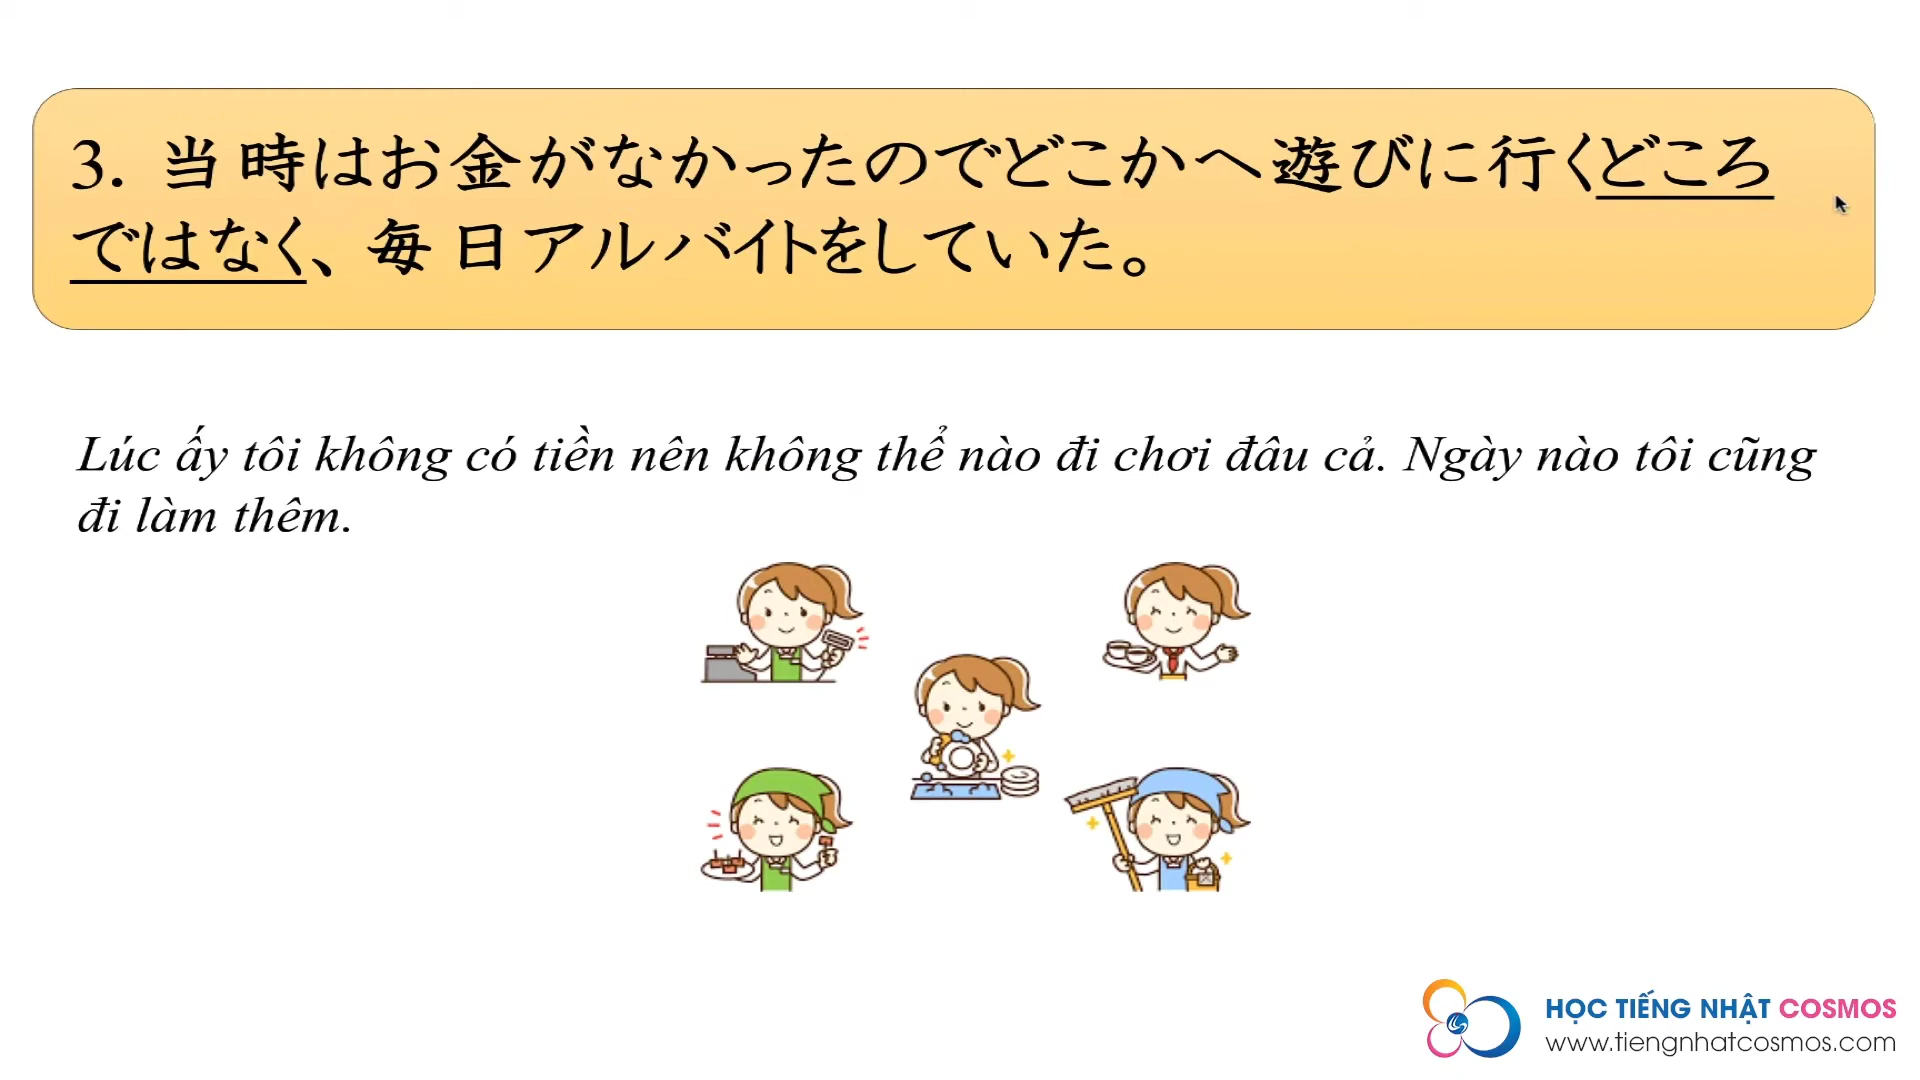 3. 当時はお金がなかったのでどこかへ遊びに行くどころ
ではなく、毎日アルバイトをしていた。
Lúc ấy tôi không có tiền nên không thể nào đi chơi đâu cả. Ngày nào tôi cũng
đi làm thêm.
HỌC TIẾNG NHẬT COSMOS
www.tiengnhatcosmos.com